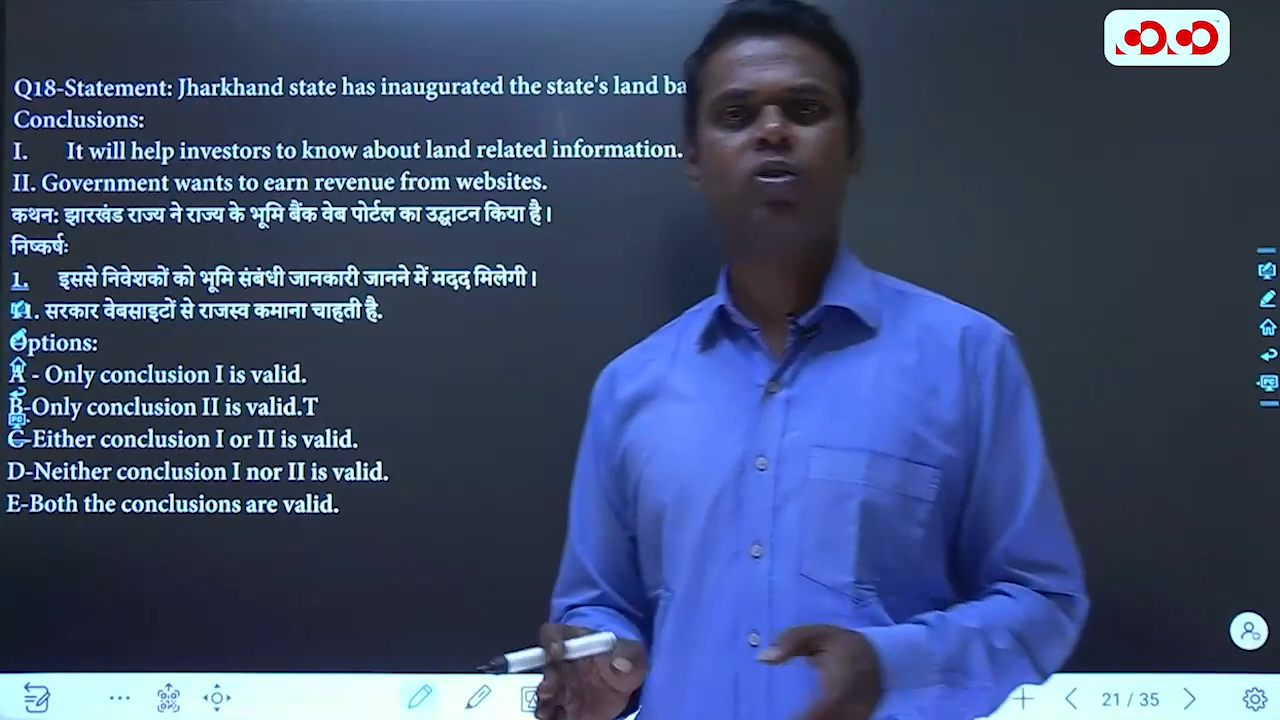 Q18-Statement: Jharkhand state has inaugurated the state's land ba
Conclusions:
I. It will help investors to know about land related information.
II. Government wants to earn revenue from websites.
कथन: झारखंड राज्य ने राज्य के भूमि बैंक वेब पोर्टल का उद्घाटन किया है।
निष्कर्ष:
1. इससे निवेशकों को भूमि संबंधी जानकारी जानने में मदद मिलेगी।
11. सरकार वेबसाइटों से राजस्व कमाना चाहती है.
Options:
A - Only conclusion I is valid.
B-Only conclusion II is valid.T
C-Either conclusion I or II is valid.
D-Neither conclusion I nor II is valid.
E-Both the conclusions are valid.
21 / 35